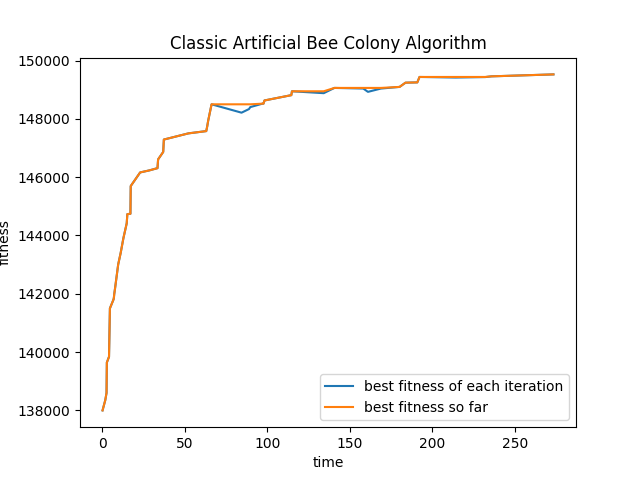 Classic Artificial Bee Colony Algorithm
150000
148000
146000
144000
142000
140000
138000
fitness
best fitness of each iteration
best fitness so far
0 50 100 150 200 250
time